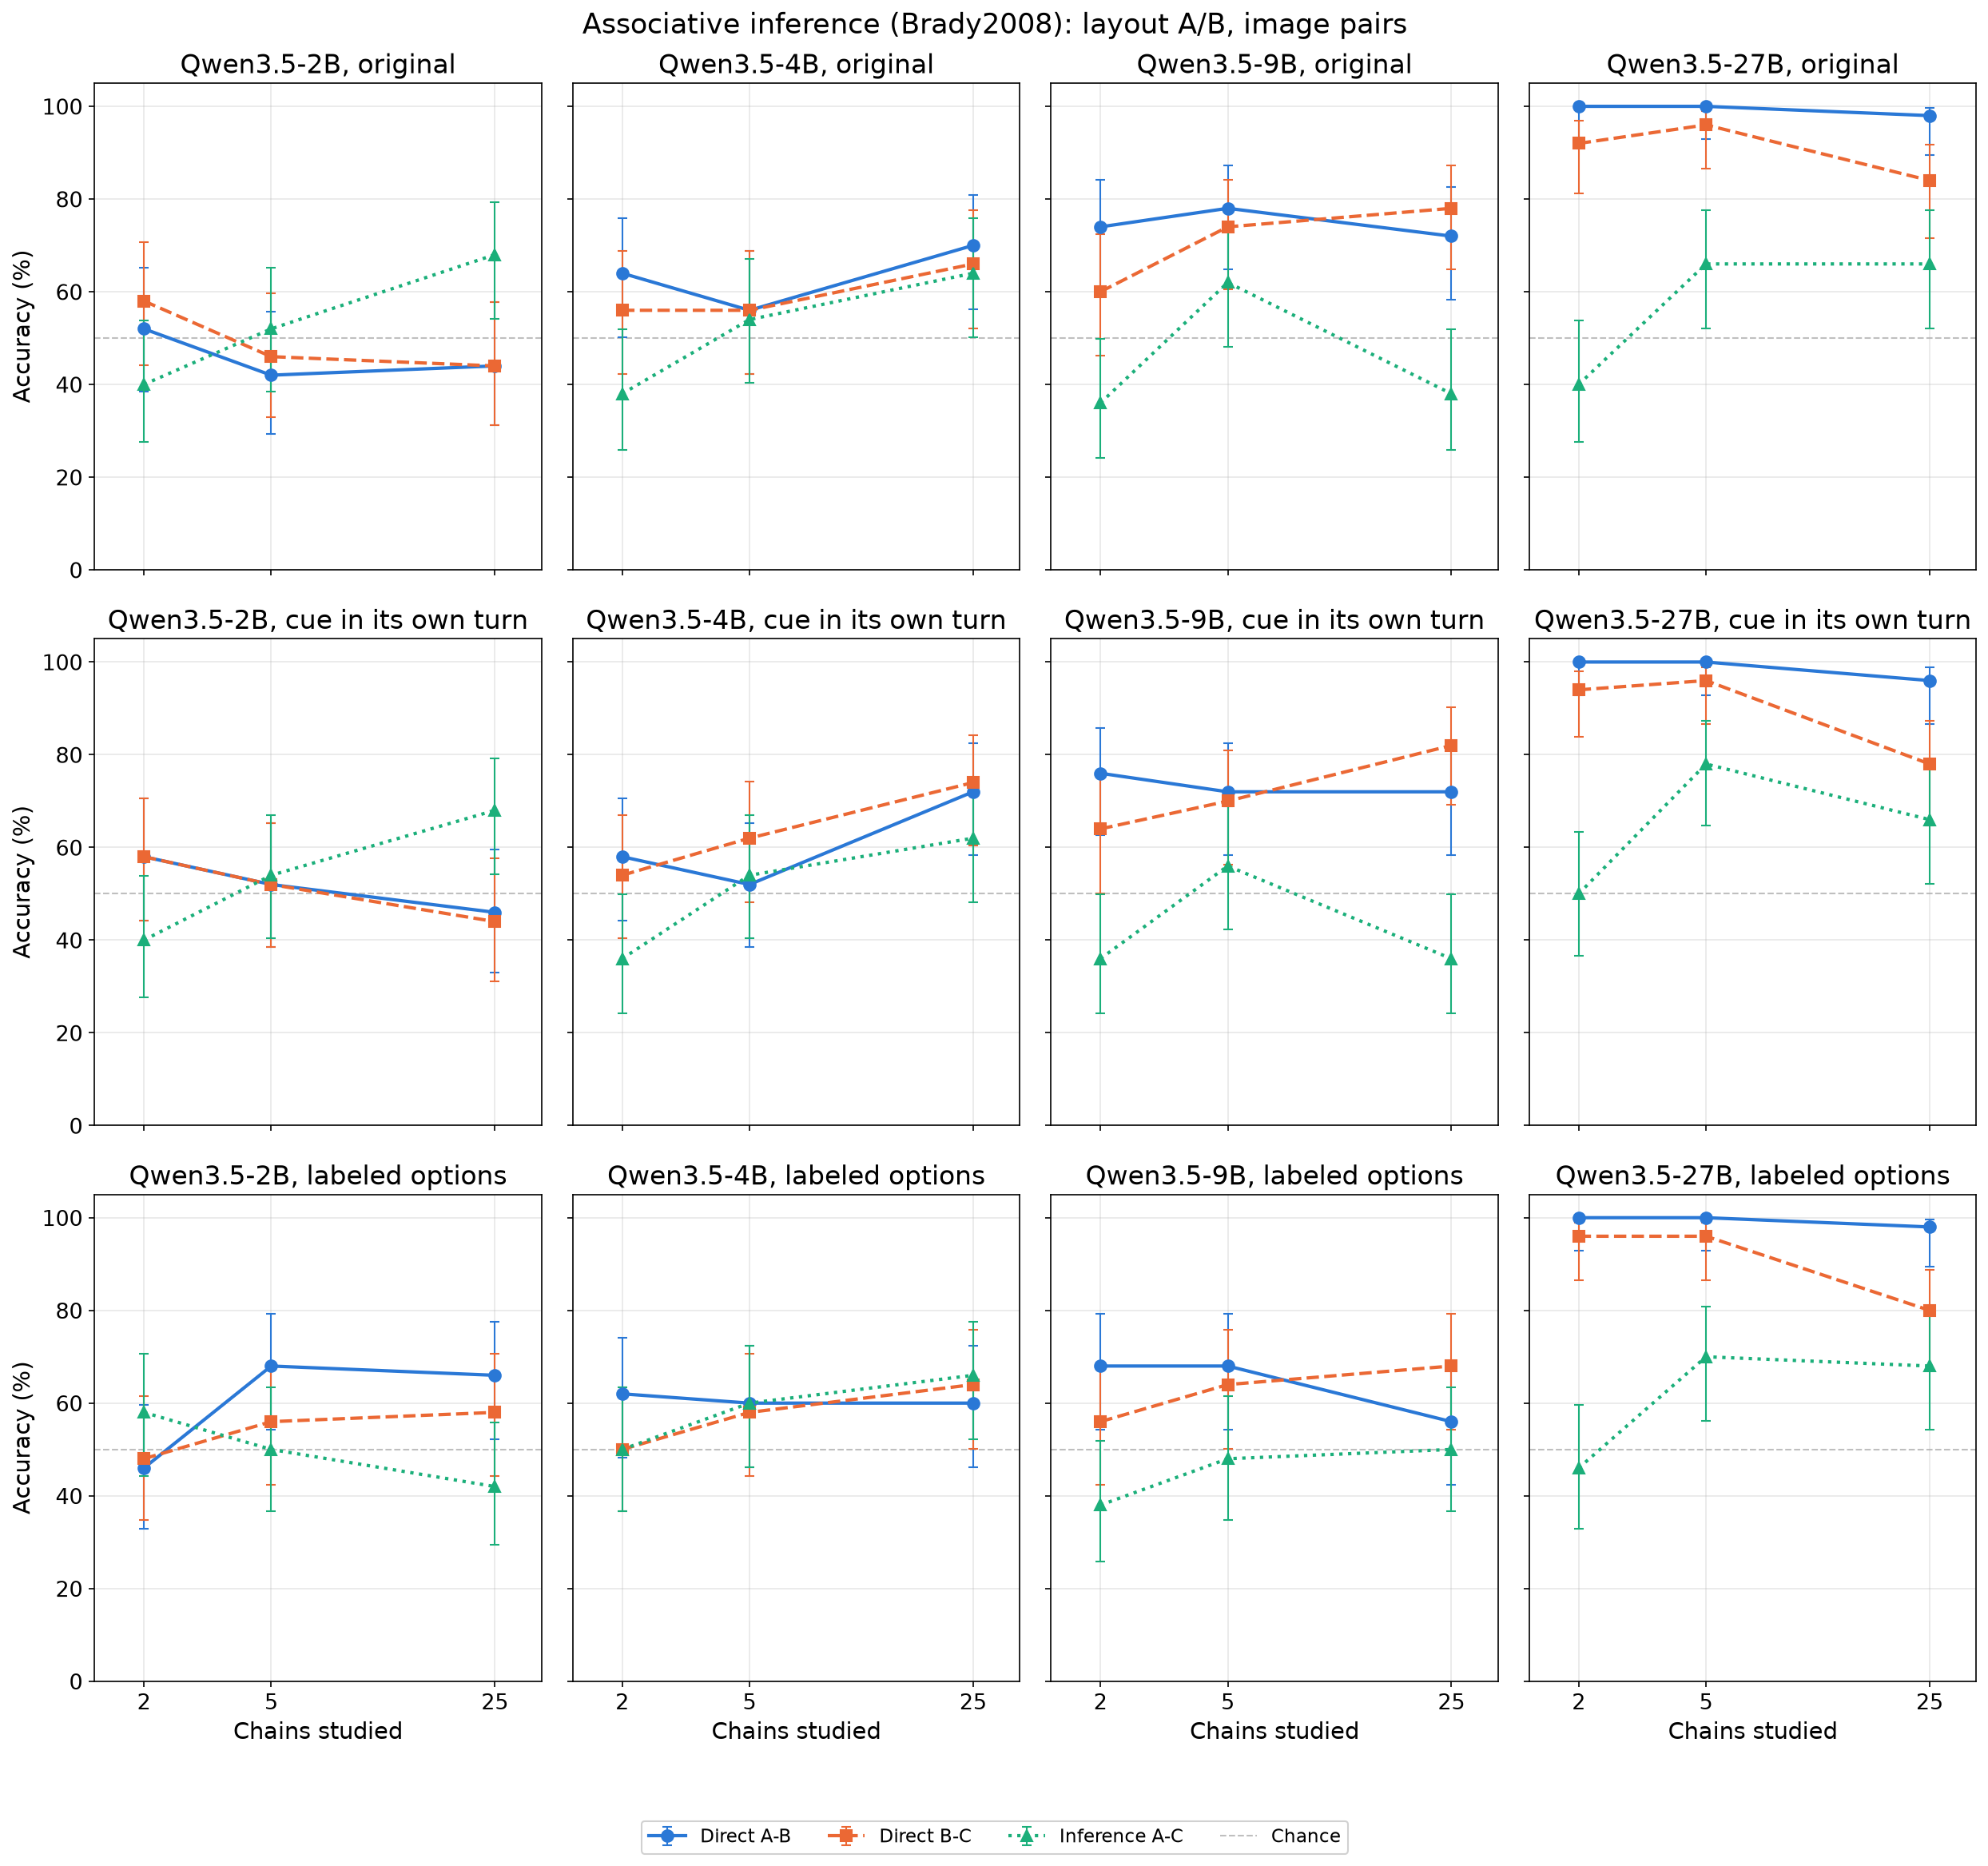 Associative inference (Brady2008): layout A/B, image pairs
Qwen3.5-2B, original
Qwen3.5-4B, original
Qwen3.5-9B, original
Qwen3.5-27B, original
Accuracy (%)
100
80
60
40
20
0
Qwen3.5-2B, cue in its own turn
Qwen3.5-4B, cue in its own turn
Qwen3.5-9B, cue in its own turn
Qwen3.5-27B, cue in its own turn
Accuracy (%)
100
80
60
40
20
0
Qwen3.5-2B, labeled options
Qwen3.5-4B, labeled options
Qwen3.5-9B, labeled options
Qwen3.5-27B, labeled options
Accuracy (%)
100
80
60
40
20
0
2 5 25
2 5 25
2 5 25
2 5 25
Chains studied
Chains studied
Chains studied
Chains studied
Direct A-B
Direct B-C
Inference A-C
Chance